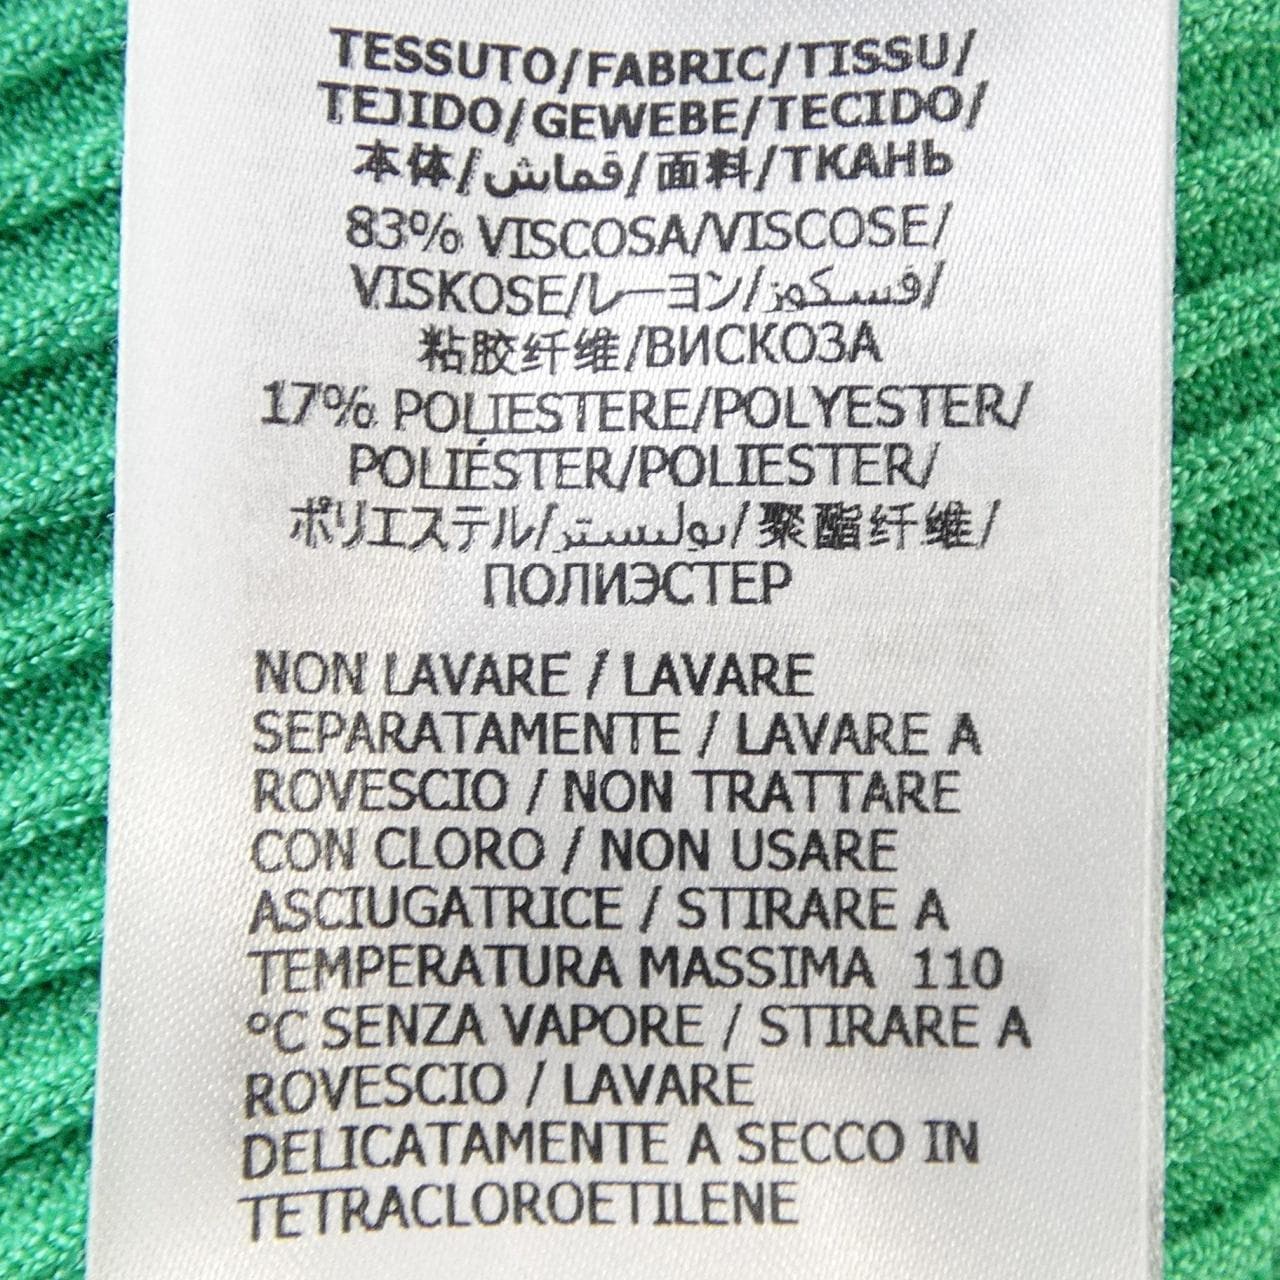 TESSUTO/FABRIC/TISSU/
TEJIDO/GEWEBE/TECIDO/
本体/قماش/面料/ТКАНЬ
83% VISCOSA/VISCOSE/
VISKOSE/レーヨン/فسكوز/
粘胶纤维/ВИСКОЗА
17% POLIESTERE/POLYESTER/
POLIÉSTER/POLIESTER/
ポリエステル/بوليستر/聚酯纤维/
ПОЛИЭСТЕР
NON LAVARE / LAVARE
SEPARATAMENTE / LAVARE A
ROVESCIO / NON TRATTARE
CON CLORO / NON USARE
ASCIUGATRICE / STIRARE A
TEMPERATURA MASSIMA 110
°C SENZA VAPORE / STIRARE A
ROVESCIO / LAVARE
DELICATAMENTE A SECCO IN
TETRACLOROETILENE